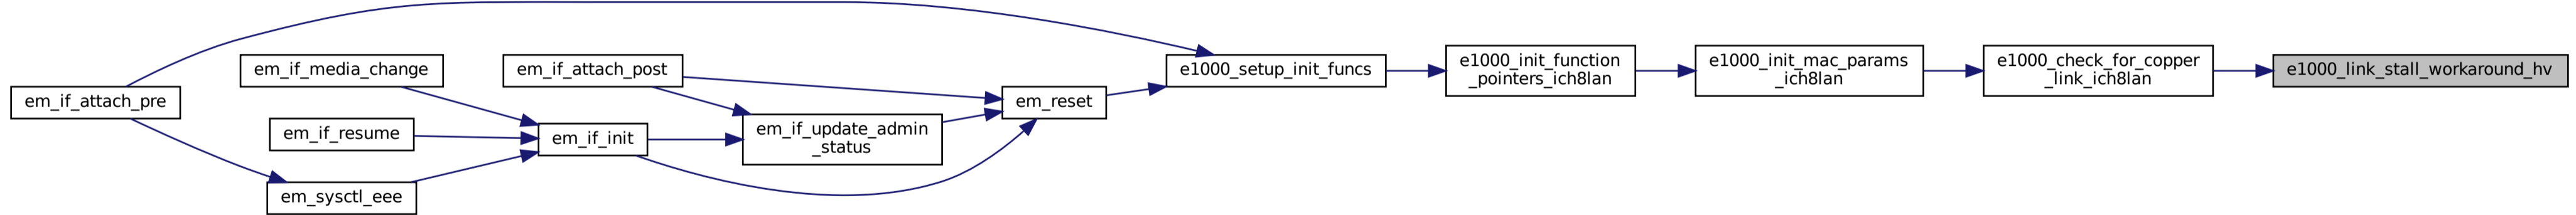 em_if_attach_pre
em_if_media_change
em_if_resume
em_sysctl_eee
em_if_attach_post
em_if_init
em_if_update_admin
_status
em_reset
e1000_setup_init_funcs
e1000_init_function
_pointers_ich8lan
e1000_init_mac_params
_ich8lan
e1000_check_for_copper
_link_ich8lan
e1000_link_stall_workaround_hv